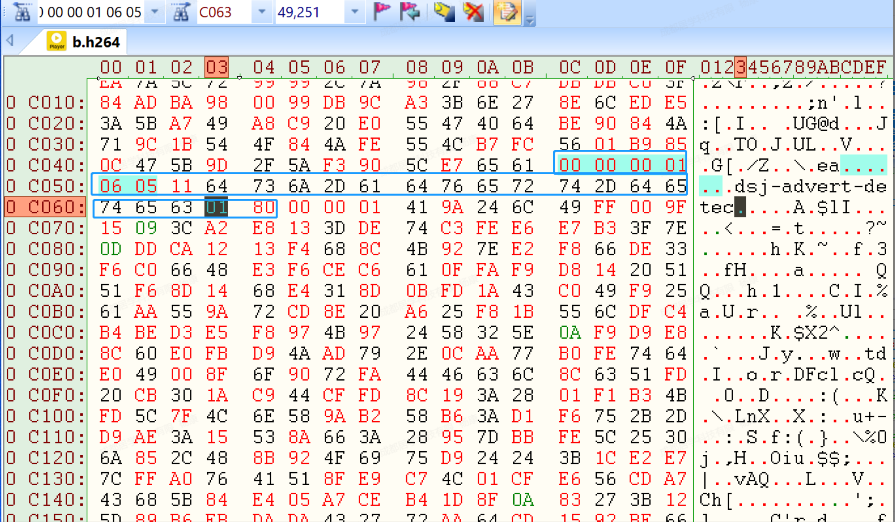 0 00 00 01 06 05 C063 49,251
Player b.h264
00 01 02 03 04 05 06 07 08 09 0A 0B 0C 0D 0E 0F 0123456789ABCDEF
0 C010: 84 AD BA 98 00 99 DB 9C A3 3B 6E 27 8E 6C ED E5 .........;n'.l..
0 C020: 3A 5B A7 49 A8 C9 20 E0 55 47 40 64 BE 90 84 4A :[.I.. .UG@d...J
0 C030: 71 9C 1B 54 4F 84 4A FE 55 4C B7 FC 56 01 B9 85 q..TO.J.UL..V...
0 C040: 0C 47 5B 9D 2F 5A F3 90 5C E7 65 61 00 00 00 01 .G[./Z..\.ea....
0 C050: 06 05 11 64 73 6A 2D 61 64 76 65 72 74 2D 64 65 ...dsj-advert-de
0 C060: 74 65 63 01 80 00 00 01 41 9A 24 6C 49 FF 00 9F tec.....A.$lI...
0 C070: 15 09 3C A2 E8 13 3D DE 74 C3 FE E6 E7 B3 3F 7E ..<...=.t.....?~
0 C080: 0D DD CA 12 13 F4 68 8C 4B 92 7E E2 F8 66 DE 33 ......h.K.~..f.3
0 C090: F6 C0 66 48 E3 F6 CE C6 61 0F FA F9 D8 14 20 51 ..fH....a..... Q
0 C0A0: 51 F6 8D 14 68 E4 31 8D 0B FD 1A 43 C0 49 F9 25 Q...h.1....C.I.%
0 C0B0: 61 AA 55 9A 72 CD 8E 20 A6 25 F8 1B 55 6C DF C4 a.U.r.. .%..Ul..
0 C0C0: B4 BE D3 E5 F8 97 4B 97 24 58 32 5E 0A F9 D9 E8 ......K.$X2^....
0 C0D0: 8C 60 E0 FB D9 4A AD 79 2E 0C AA 77 B0 FE 74 64 .`...J.y...w..td
0 C0E0: E0 49 00 8F 6F 90 72 FA 44 46 63 6C 8C 63 51 FD .I..o.r.DFcl.cQ.
0 C0F0: 20 CB 30 1A C9 44 CF FD 8C 19 3A 28 01 F1 B3 4B .0..D....:(...K
0 C100: FD 5C 7F 4C 6E 58 9A B2 58 B6 3A D1 F6 75 2B 2D .\.LnX..X.:..u+-
0 C110: D9 AE 3A 15 53 8A 66 3A 28 95 7D BB FE 5C 25 30 ..:.S.f:(.}..\%0
0 C120: 6A 85 2C 48 8B 92 4F 69 75 D9 24 24 3B 1C E2 E7 j.,H..Oiu.$$;...
0 C130: 7C FF A0 76 41 51 8F E9 C7 4C 01 CF E6 56 CD A7 |..vAQ...L...V..
0 C140: 43 68 5B 84 E4 05 A7 CE B4 1D 8F 0A 83 27 3B 12 Ch[..........';.